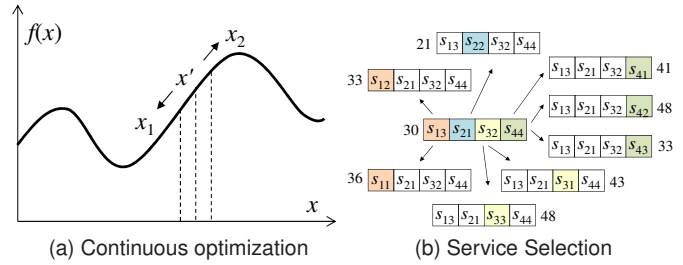 f(x)
x₂
x′
x₁
x
(a) Continuous optimization
21 s₁₃ s₂₂ s₃₂ s₄₄
33 s₁₂ s₂₁ s₃₂ s₄₄
s₁₃ s₂₁ s₃₂ s₄₁ 41
s₁₃ s₂₁ s₃₂ s₄₂ 48
30 s₁₃ s₂₁ s₃₂ s₄₄
s₁₃ s₂₁ s₃₂ s₄₃ 33
36 s₁₁ s₂₁ s₃₂ s₄₄
s₁₃ s₂₁ s₃₁ s₄₄ 43
s₁₃ s₂₁ s₃₃ s₄₄ 48
(b) Service Selection